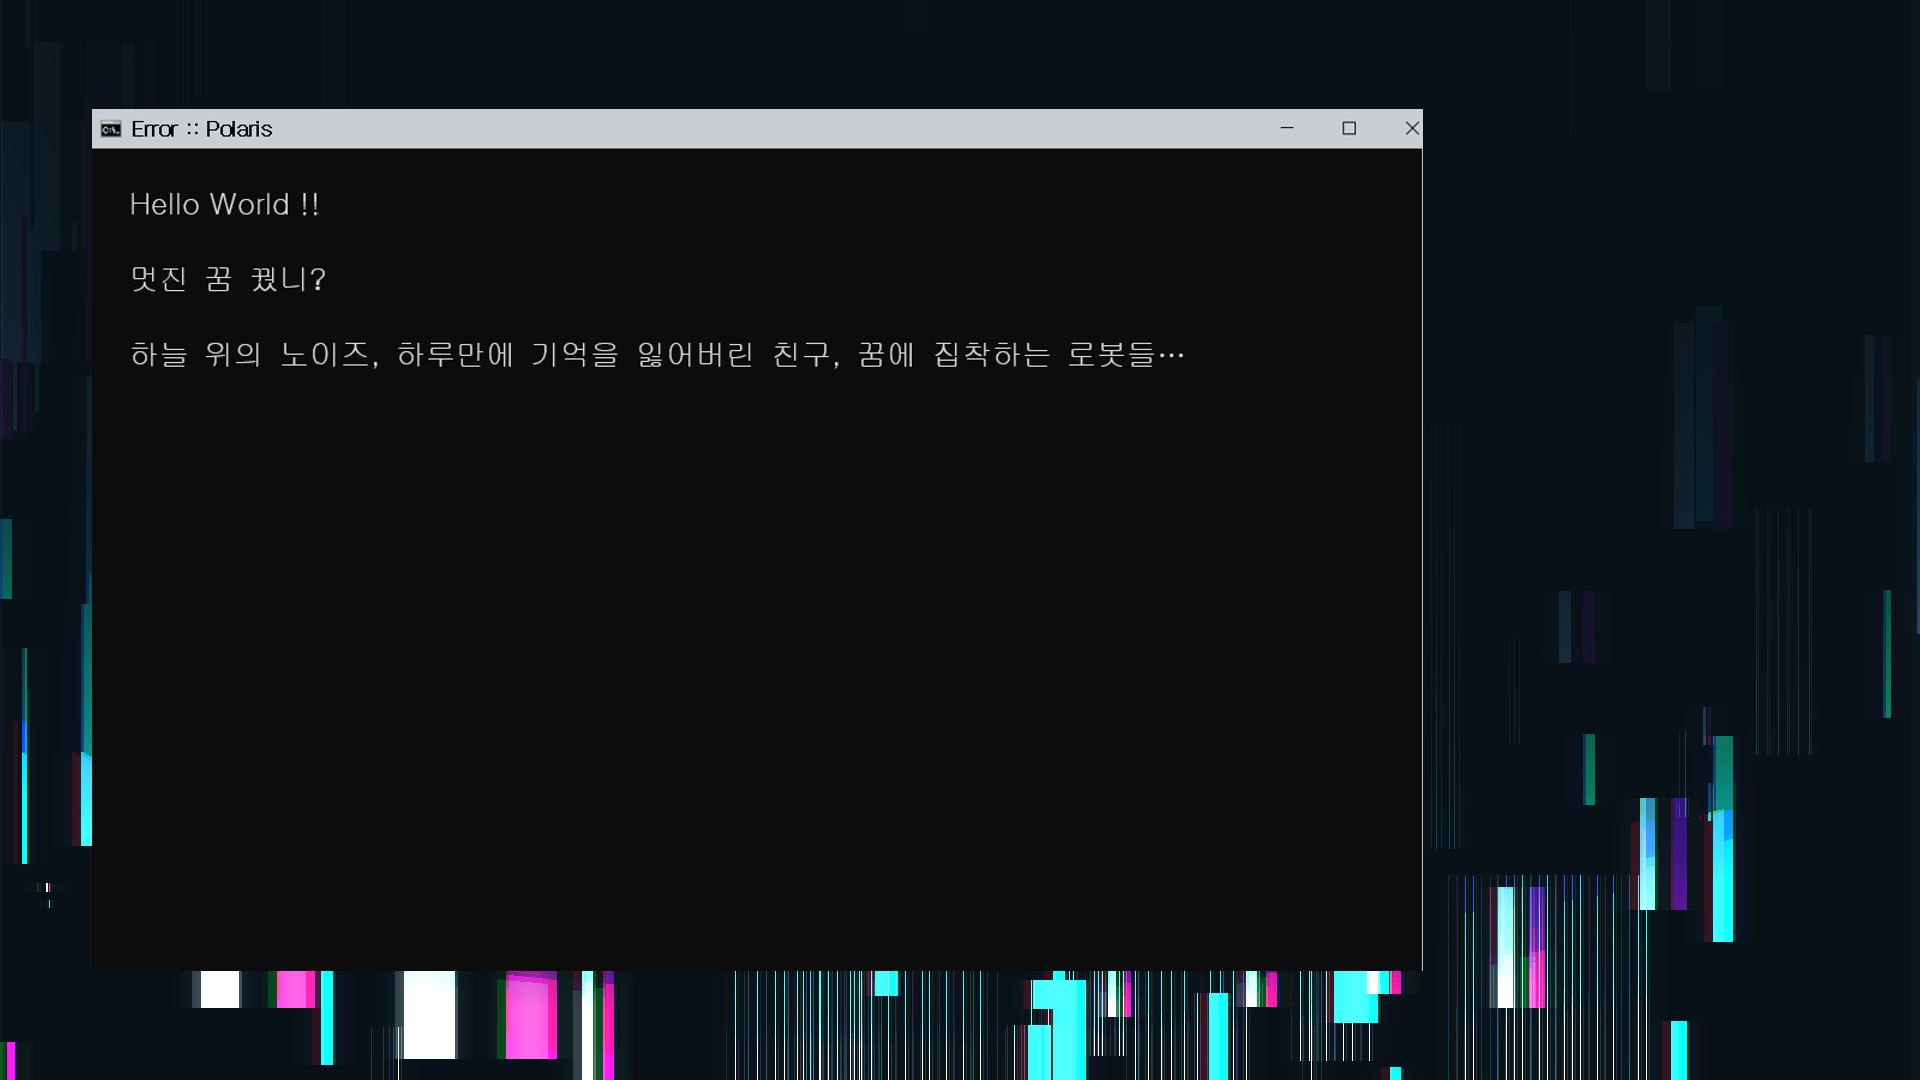 Error :: Polaris
Hello World !!
멋진 꿈 꿨니?
하늘 위의 노이즈, 하루만에 기억을 잃어버린 친구, 꿈에 집착하는 로봇들…